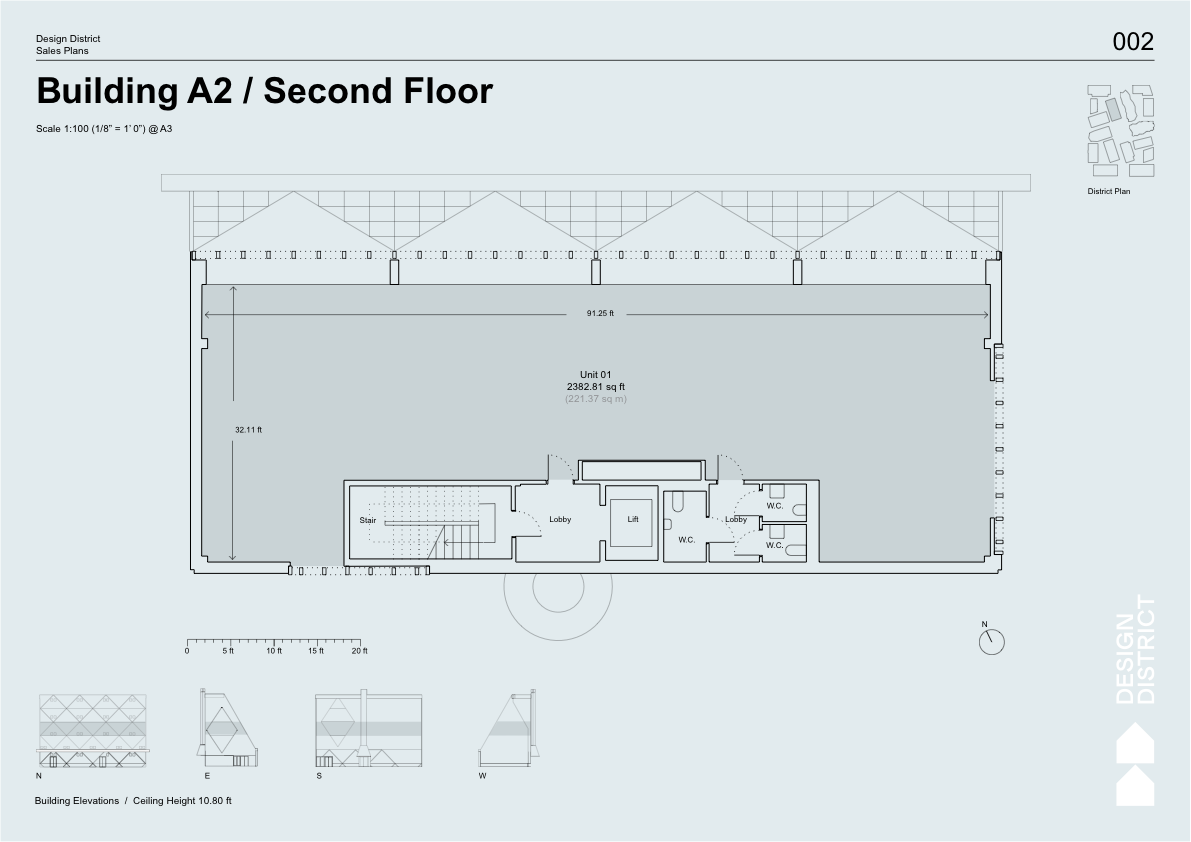 Design District
Sales Plans
002
Building A2 / Second Floor
Scale 1:100 (1/8" = 1' 0") @ A3
District Plan
91.25 ft
Unit 01
2382.81 sq ft
(221.37 sq m)
32.11 ft
Stair
Lobby
Lift
W.C.
Lobby
W.C.
W.C.
0 5 ft 10 ft 15 ft 20 ft
N
DESIGN
DISTRICT
N E S W
Building Elevations / Ceiling Height 10.80 ft